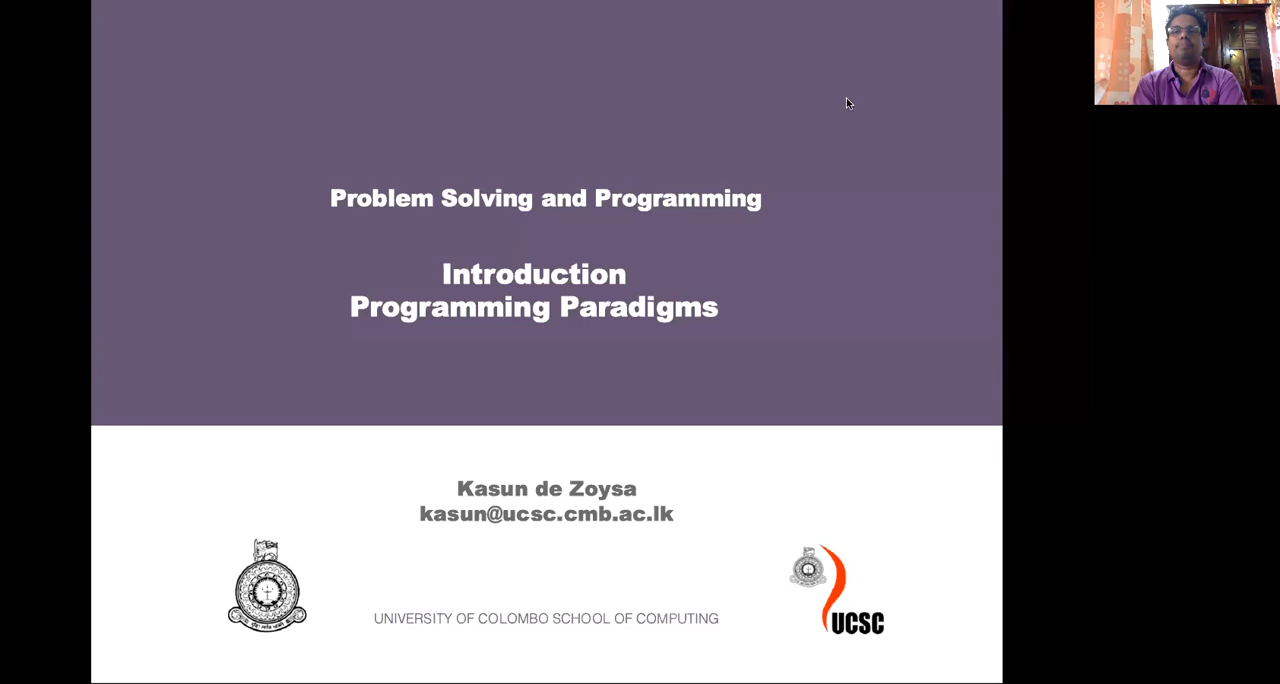 Problem Solving and Programming
Introduction
Programming Paradigms
Kasun de Zoysa
kasun@ucsc.cmb.ac.lk
UNIVERSITY OF COLOMBO SCHOOL OF COMPUTING
UCSC